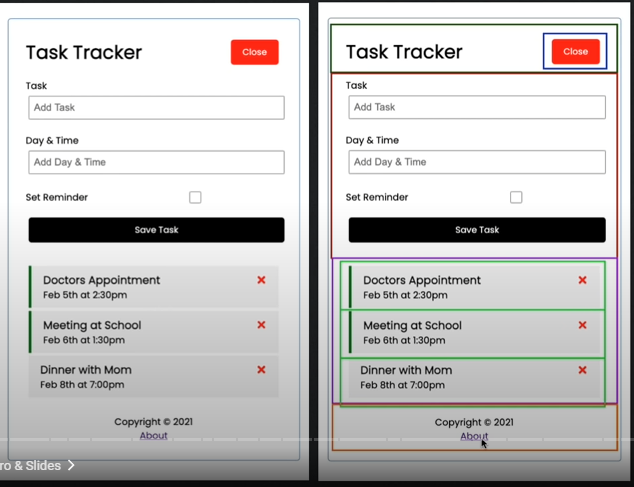 Task Tracker
Close
Task
Add Task
Day & Time
Add Day & Time
Set Reminder
Save Task
Doctors Appointment
Feb 5th at 2:30pm
Meeting at School
Feb 6th at 1:30pm
Dinner with Mom
Feb 8th at 7:00pm
Copyright © 2021
About
ro & Slides
Task Tracker
Close
Task
Add Task
Day & Time
Add Day & Time
Set Reminder
Save Task
Doctors Appointment
Feb 5th at 2:30pm
Meeting at School
Feb 6th at 1:30pm
Dinner with Mom
Feb 8th at 7:00pm
Copyright © 2021
About